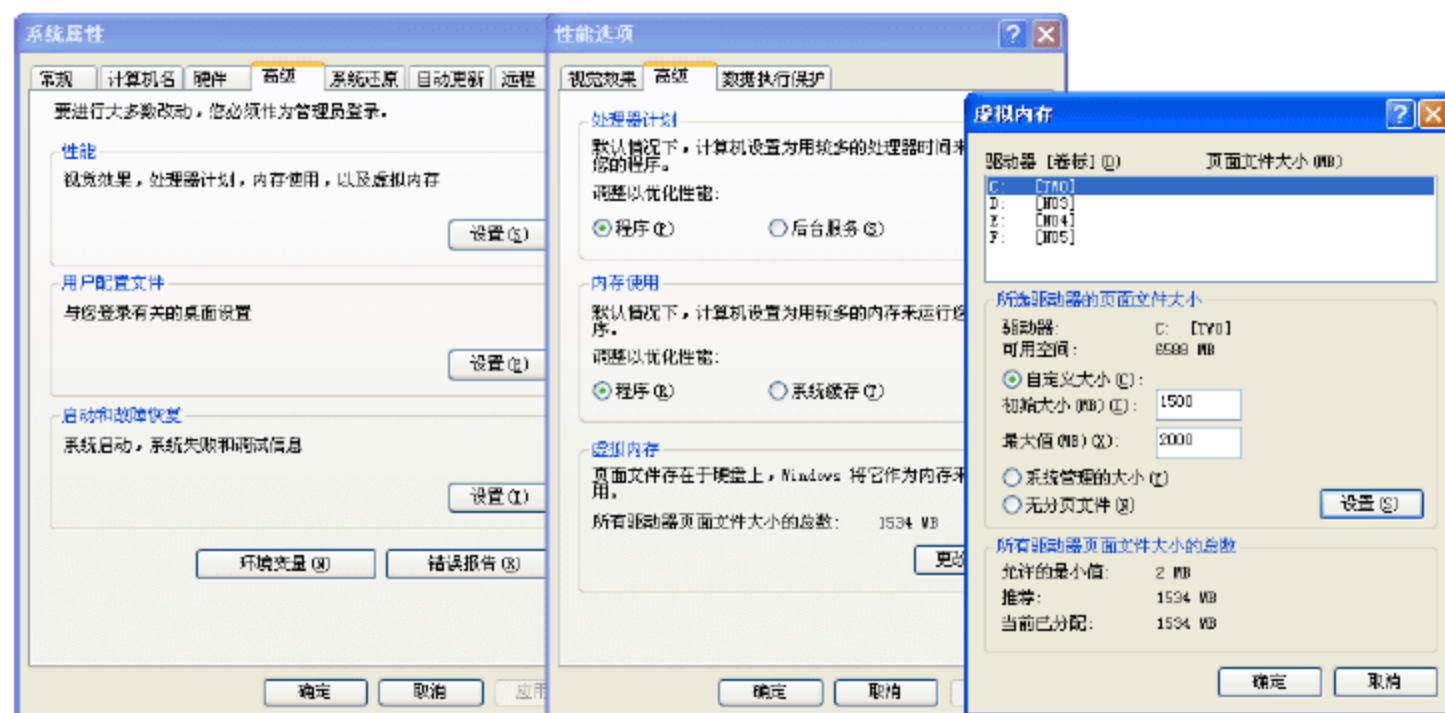 系统属性
常规 计算机名 硬件 高级 系统还原 自动更新 远程
要进行大多数改动，您必须作为管理员登录。
性能
视觉效果，处理器计划，内存使用，以及虚拟内存
设置(S)
用户配置文件
与您登录有关的桌面设置
设置(E)
启动和故障恢复
系统启动，系统失败和调试信息
设置(T)
环境变量(N) 错误报告(R)
确定 取消 应用
性能选项
视觉效果 高级 数据执行保护
处理器计划
默认情况下，计算机设置为用较多的处理器时间来
您的程序。
调整以优化性能:
程序(P) 后台服务(S)
内存使用
默认情况下，计算机设置为用较多的内存来运行您
序。
调整以优化性能:
程序(R) 系统缓存(T)
虚拟内存
页面文件存在于硬盘上，Windows 将它作为内存来
用。
所有驱动器页面文件大小的总数: 1534 MB
更改
确定 取消
虚拟内存
驱动器 [卷标](D) 页面文件大小(MB)
C: [TWO]
D: [NO3]
E: [NO4]
F: [NO5]
所选驱动器的页面文件大小
驱动器: C: [TWO]
可用空间: 6588 MB
自定义大小(C):
初始大小(MB)(I): 1500
最大值(MB)(X): 2000
系统管理的大小(Y)
无分页文件(N)
设置(S)
所有驱动器页面文件大小的总数
允许的最小值: 2 MB
推荐: 1534 MB
当前已分配: 1534 MB
确定 取消